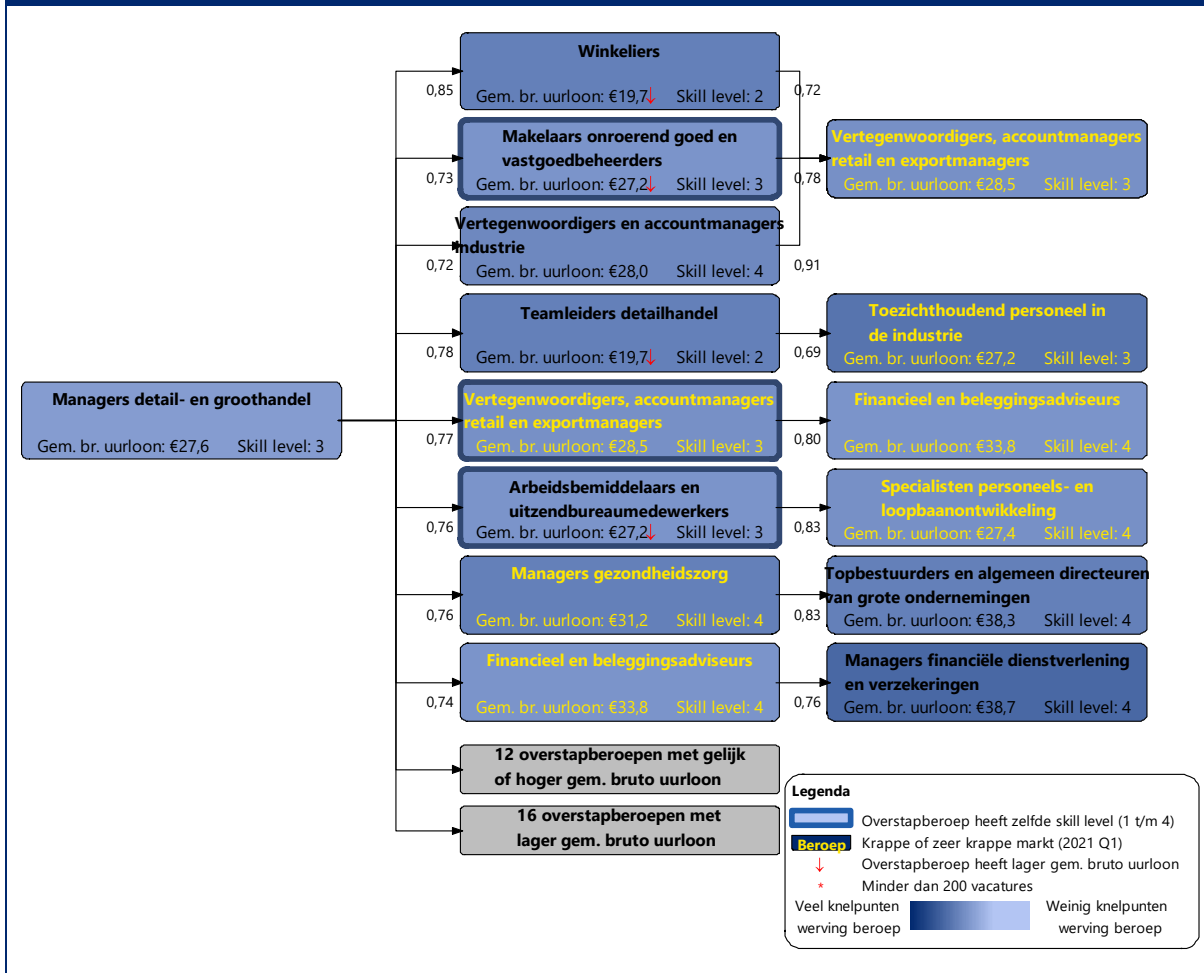 Winkeliers
0,85
Gem. br. uurloon: €19,7↓ Skill level: 2
0,72
Makelaars onroerend goed en
vastgoedbeheerders
0,73
Gem. br. uurloon: €27,2↓ Skill level: 3
0,78
Vertegenwoordigers, accountmanagers
retail en exportmanagers
Gem. br. uurloon: €28,5 Skill level: 3
Vertegenwoordigers en accountmanagers
industrie
0,72
Gem. br. uurloon: €28,0 Skill level: 4
0,91
Teamleiders detailhandel
0,78
Gem. br. uurloon: €19,7↓ Skill level: 2
0,69
Toezichthoudend personeel in
de industrie
Gem. br. uurloon: €27,2 Skill level: 3
Managers detail- en groothandel
Gem. br. uurloon: €27,6 Skill level: 3
Vertegenwoordigers, accountmanagers
retail en exportmanagers
0,77
Gem. br. uurloon: €28,5 Skill level: 3
0,80
Financieel en beleggingsadviseurs
Gem. br. uurloon: €33,8 Skill level: 4
Arbeidsbemiddelaars en
uitzendbureaumedewerkers
0,76
Gem. br. uurloon: €27,2↓ Skill level: 3
0,83
Specialisten personeels- en
loopbaanontwikkeling
Gem. br. uurloon: €27,4 Skill level: 4
Managers gezondheidszorg
0,76
Gem. br. uurloon: €31,2 Skill level: 4
0,83
Topbestuurders en algemeen directeuren
van grote ondernemingen
Gem. br. uurloon: €38,3 Skill level: 4
Financieel en beleggingsadviseurs
0,74
Gem. br. uurloon: €33,8 Skill level: 4
0,76
Managers financiële dienstverlening
en verzekeringen
Gem. br. uurloon: €38,7 Skill level: 4
12 overstapberoepen met gelijk
of hoger gem. bruto uurloon
16 overstapberoepen met
lager gem. bruto uurloon
Legenda
Overstapberoep heeft zelfde skill level (1 t/m 4)
Beroep Krappe of zeer krappe markt (2021 Q1)
↓ Overstapberoep heeft lager gem. bruto uurloon
* Minder dan 200 vacatures
Veel knelpunten Weinig knelpunten
werving beroep werving beroep